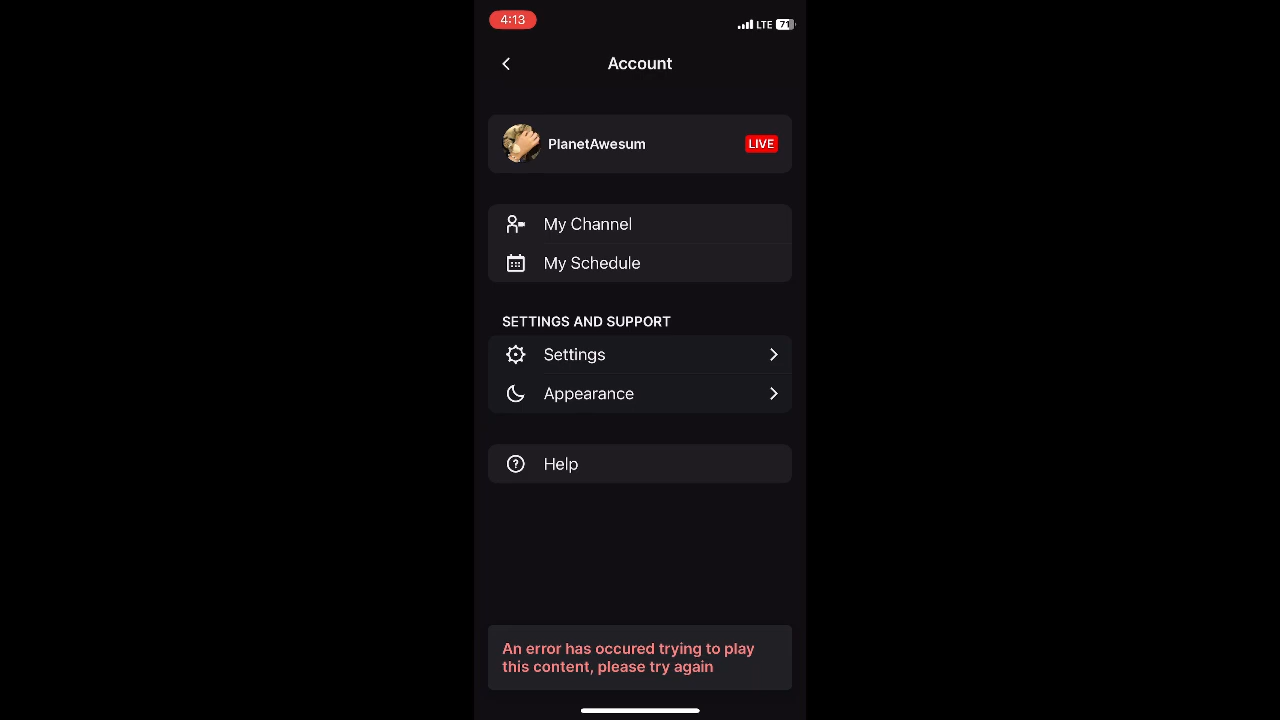 4:13
LTE 71
Account
PlanetAwesum
LIVE
My Channel
My Schedule
SETTINGS AND SUPPORT
Settings
Appearance
Help
An error has occured trying to play
this content, please try again